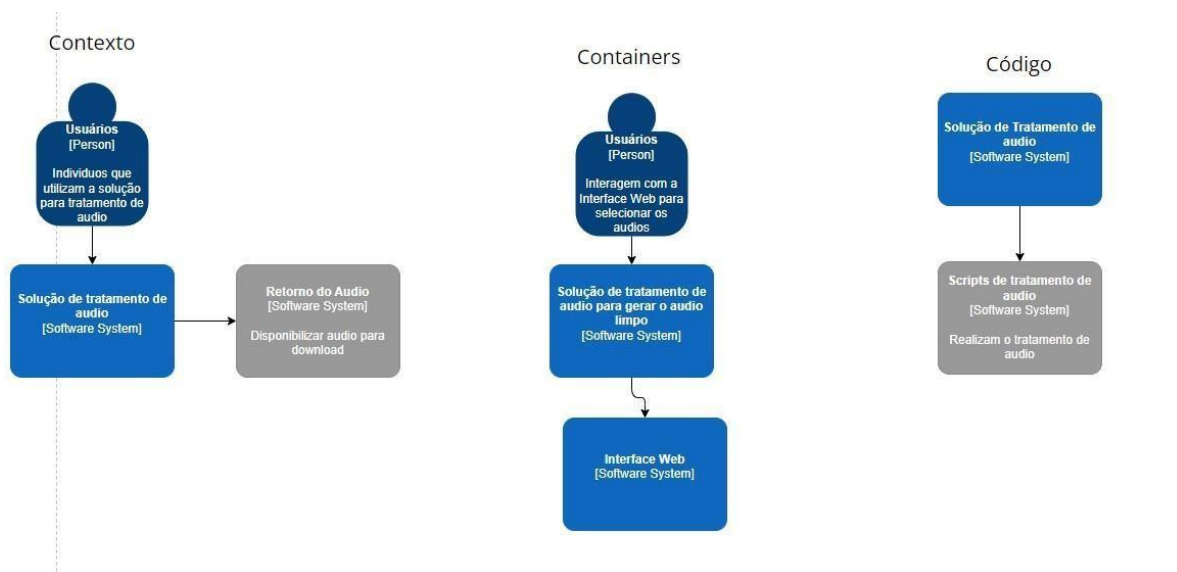 Contexto
Usuários
[Person]
Individuos que
utilizam a solução
para tratamento de
audio
Solução de tratamento de
audio
[Software System]
Retorno do Audio
[Software System]
Disponibilizar audio para
download
Containers
Usuários
[Person]
Interagem com a
Interface Web para
selecionar os
audios
Solução de tratamento de
audio para gerar o audio
limpo
[Software System]
Interface Web
[Software System]
Código
Solução de Tratamento de
audio
[Software System]
Scripts de tratamento de
audio
[Software System]
Realizam o tratamento de
audio